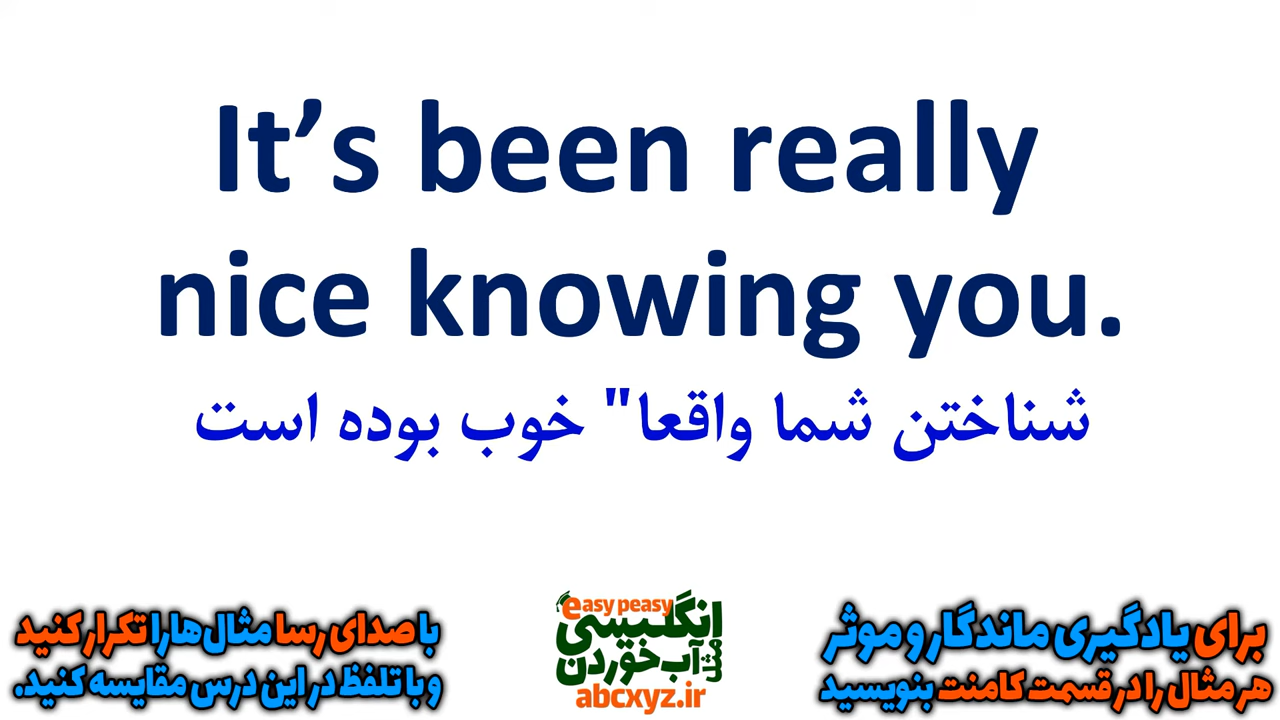 It’s been really
nice knowing you.
شناختن شما واقعا" خوب بوده است
برای یادگیری ماندگار و موثر
هر مثال را در قسمت کامنت بنویسید
easy peasy
انگلیسی
مثل آب خوردن
abcxyz.ir
با صدای رسا مثال‌ها را تکرار کنید
و با تلفظ در این درس مقایسه کنید.